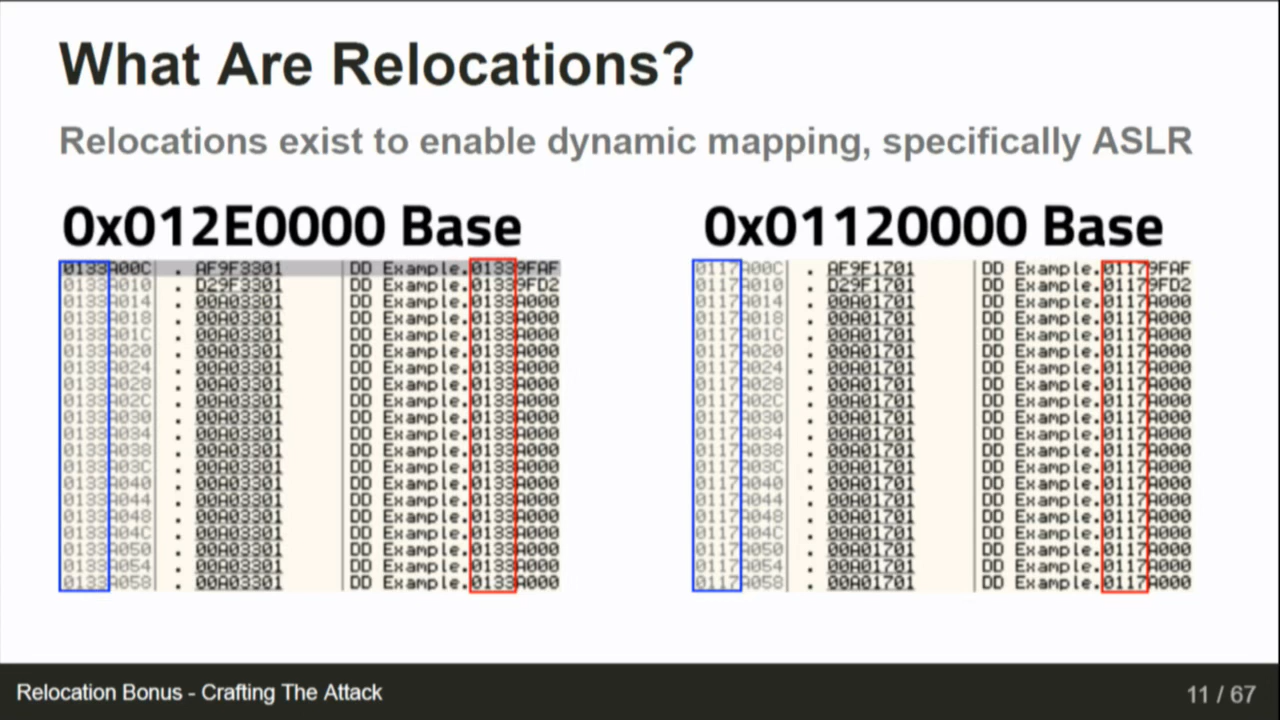 What Are Relocations?
Relocations exist to enable dynamic mapping, specifically ASLR
0x012E0000 Base
0133A00C . AF9F3301 DD Example.01339FAF
0133A010 . D29F3301 DD Example.01339FD2
0133A014 . 00A03301 DD Example.0133A000
0133A018 . 00A03301 DD Example.0133A000
0133A01C . 00A03301 DD Example.0133A000
0133A020 . 00A03301 DD Example.0133A000
0133A024 . 00A03301 DD Example.0133A000
0133A028 . 00A03301 DD Example.0133A000
0133A02C . 00A03301 DD Example.0133A000
0133A030 . 00A03301 DD Example.0133A000
0133A034 . 00A03301 DD Example.0133A000
0133A038 . 00A03301 DD Example.0133A000
0133A03C . 00A03301 DD Example.0133A000
0133A040 . 00A03301 DD Example.0133A000
0133A044 . 00A03301 DD Example.0133A000
0133A048 . 00A03301 DD Example.0133A000
0133A04C . 00A03301 DD Example.0133A000
0133A050 . 00A03301 DD Example.0133A000
0133A054 . 00A03301 DD Example.0133A000
0133A058 . 00A03301 DD Example.0133A000
0x01120000 Base
0117A00C . AF9F1701 DD Example.01179FAF
0117A010 . D29F1701 DD Example.01179FD2
0117A014 . 00A01701 DD Example.0117A000
0117A018 . 00A01701 DD Example.0117A000
0117A01C . 00A01701 DD Example.0117A000
0117A020 . 00A01701 DD Example.0117A000
0117A024 . 00A01701 DD Example.0117A000
0117A028 . 00A01701 DD Example.0117A000
0117A02C . 00A01701 DD Example.0117A000
0117A030 . 00A01701 DD Example.0117A000
0117A034 . 00A01701 DD Example.0117A000
0117A038 . 00A01701 DD Example.0117A000
0117A03C . 00A01701 DD Example.0117A000
0117A040 . 00A01701 DD Example.0117A000
0117A044 . 00A01701 DD Example.0117A000
0117A048 . 00A01701 DD Example.0117A000
0117A04C . 00A01701 DD Example.0117A000
0117A050 . 00A01701 DD Example.0117A000
0117A054 . 00A01701 DD Example.0117A000
0117A058 . 00A01701 DD Example.0117A000
Relocation Bonus - Crafting The Attack
11 / 67